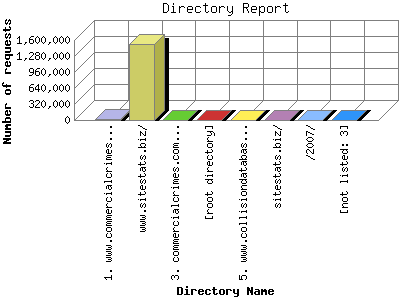 Directory Report
Number of requests
1,600,000
1,280,000
960,000
640,000
320,000
0
1. www.commercialcrimes...
www.sitestats.biz/
3. commercialcrimes.com...
[root directory]
5. www.collisiondatabas...
sitestats.biz/
/2007/
[not listed: 3]
Directory Name